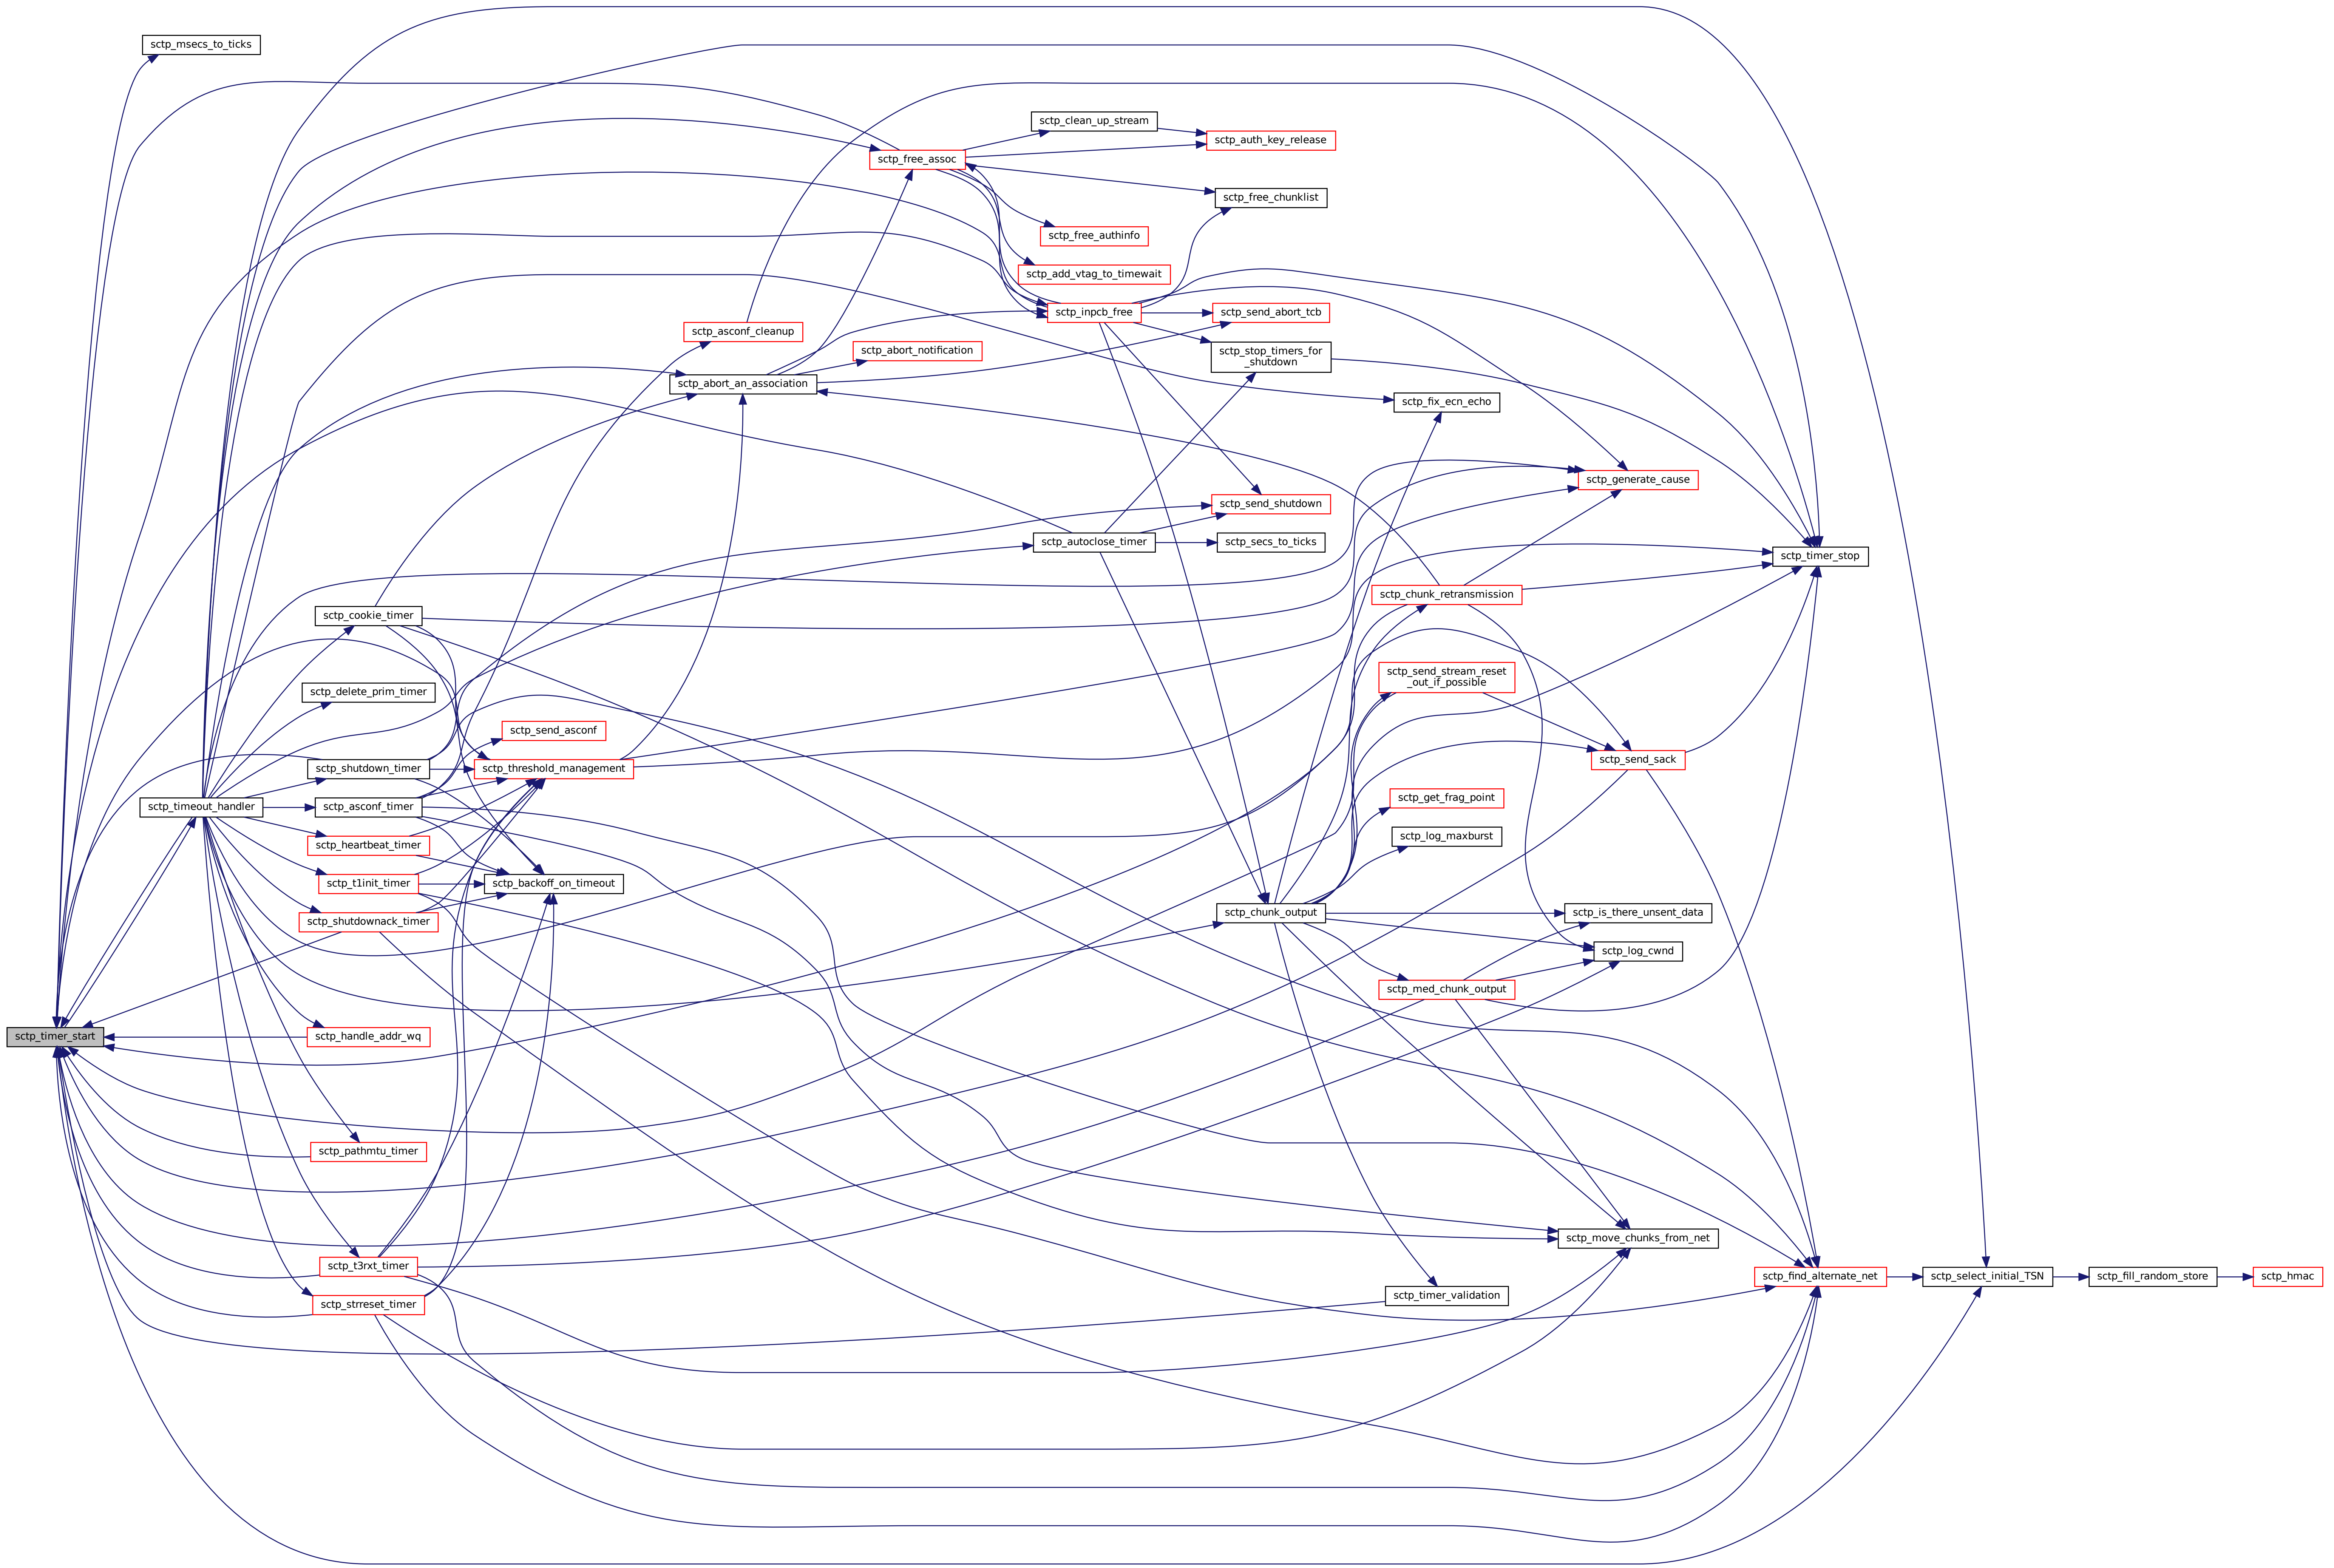 sctp_msecs_to_ticks
sctp_clean_up_stream
sctp_auth_key_release
sctp_free_assoc
sctp_free_chunklist
sctp_free_authinfo
sctp_add_vtag_to_timewait
sctp_inpcb_free
sctp_send_abort_tcb
sctp_asconf_cleanup
sctp_abort_notification
sctp_stop_timers_for
_shutdown
sctp_abort_an_association
sctp_fix_ecn_echo
sctp_generate_cause
sctp_send_shutdown
sctp_autoclose_timer
sctp_secs_to_ticks
sctp_timer_stop
sctp_chunk_retransmission
sctp_cookie_timer
sctp_send_stream_reset
_out_if_possible
sctp_delete_prim_timer
sctp_send_asconf
sctp_send_sack
sctp_shutdown_timer
sctp_threshold_management
sctp_get_frag_point
sctp_timeout_handler
sctp_asconf_timer
sctp_log_maxburst
sctp_heartbeat_timer
sctp_t1init_timer
sctp_backoff_on_timeout
sctp_chunk_output
sctp_is_there_unsent_data
sctp_shutdownack_timer
sctp_log_cwnd
sctp_med_chunk_output
sctp_timer_start
sctp_handle_addr_wq
sctp_pathmtu_timer
sctp_move_chunks_from_net
sctp_t3rxt_timer
sctp_find_alternate_net
sctp_select_initial_TSN
sctp_fill_random_store
sctp_hmac
sctp_timer_validation
sctp_strreset_timer